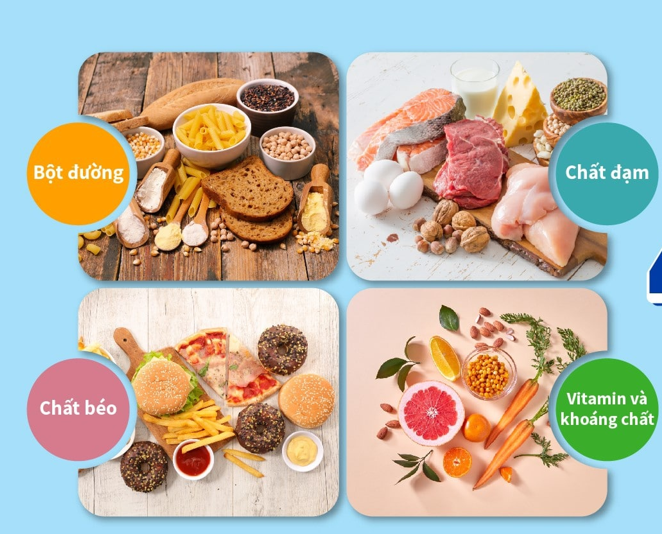 Bột đường
Chất đạm
Chất béo
Vitamin và
khoáng chất